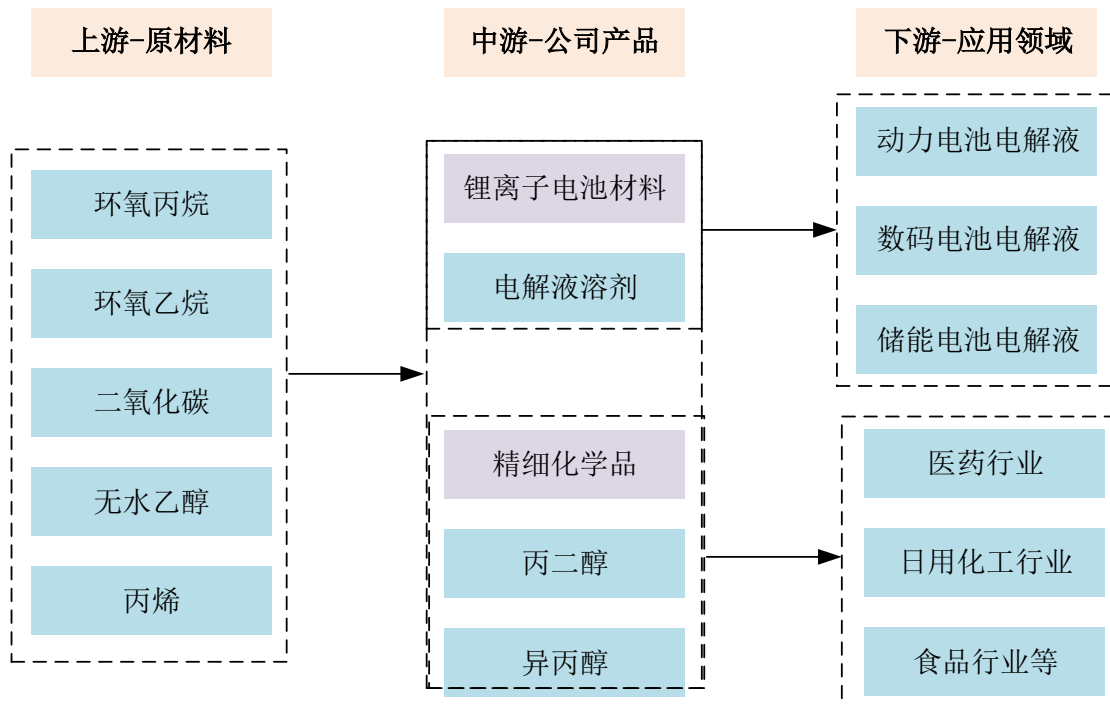 上游-原材料
中游-公司产品
下游-应用领域
环氧丙烷
环氧乙烷
二氧化碳
无水乙醇
丙烯
锂离子电池材料
电解液溶剂
精细化学品
丙二醇
异丙醇
动力电池电解液
数码电池电解液
储能电池电解液
医药行业
日用化工行业
食品行业等